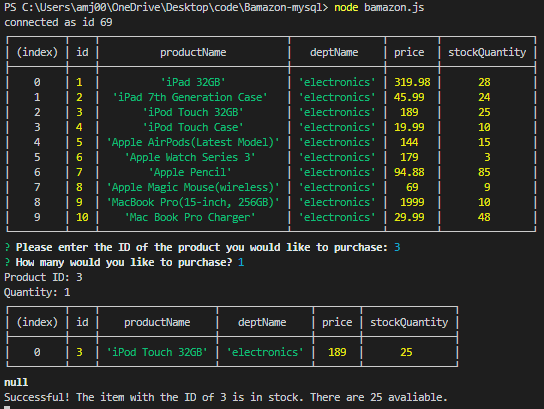 PS C:\Users\amj00\OneDrive\Desktop\code\Bamazon-mysql> node bamazon.js
connected as id 69
(index) id productName deptName price stockQuantity
0 1 'iPad 32GB' 'electronics' 319.98 28
1 2 'iPad 7th Generation Case' 'electronics' 45.99 24
2 3 'iPod Touch 32GB' 'electronics' 189 25
3 4 'iPod Touch Case' 'electronics' 19.99 10
4 5 'Apple AirPods(Latest Model)' 'electronics' 144 15
5 6 'Apple Watch Series 3' 'electronics' 179 3
6 7 'Apple Pencil' 'electronics' 94.88 85
7 8 'Apple Magic Mouse(wireless)' 'electronics' 69 9
8 9 'MacBook Pro(15-inch, 256GB)' 'electronics' 1999 10
9 10 'Mac Book Pro Charger' 'electronics' 29.99 48
? Please enter the ID of the product you would like to purchase: 3
? How many would you like to purchase? 1
Product ID: 3
Quantity: 1
(index) id productName deptName price stockQuantity
0 3 'iPod Touch 32GB' 'electronics' 189 25
null
Successful! The item with the ID of 3 is in stock. There are 25 avaliable.